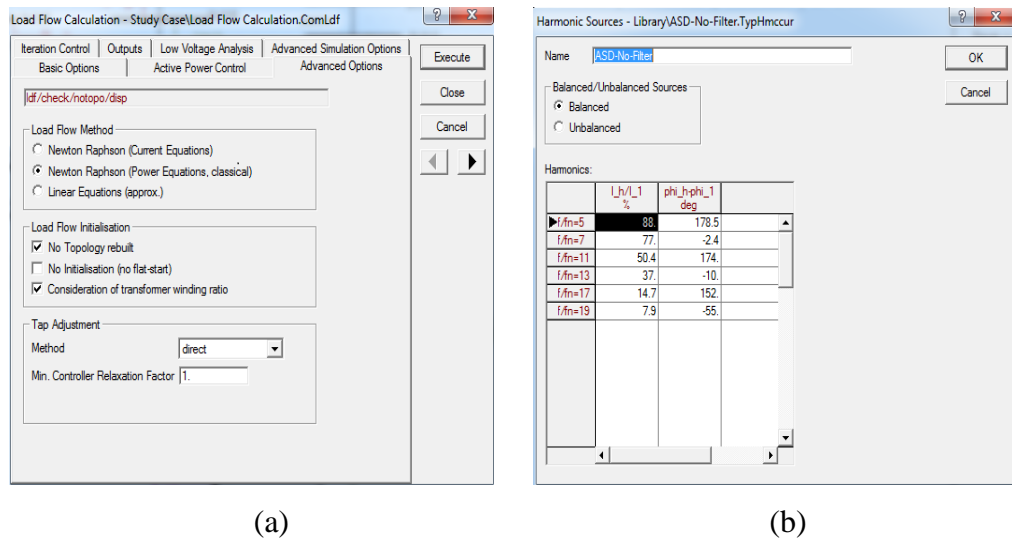 Load Flow Calculation - Study Case\Load Flow Calculation.ComLdf
Iteration Control Outputs Low Voltage Analysis Advanced Simulation Options
Basic Options Active Power Control Advanced Options
ldf/check/notopo/disp
Load Flow Method
Newton Raphson (Current Equations)
Newton Raphson (Power Equations, classical)
Linear Equations (approx.)
Load Flow Initialisation
No Topology rebuilt
No Initialisation (no flat-start)
Consideration of transformer winding ratio
Tap Adjustment
Method direct
Min. Controller Relaxation Factor 1.
Execute
Close
Cancel
(a)
Harmonic Sources - Library\ASD-No-Filter.TypHmccur
Name ASD-No-Filter
OK
Cancel
Balanced/Unbalanced Sources
Balanced
Unbalanced
Harmonics:
I_h/I_1 phi_h-phi_1
% deg
f/fn=5 88. 178.5
f/fn=7 77. -2.4
f/fn=11 50.4 174.
f/fn=13 37. -10.
f/fn=17 14.7 152.
f/fn=19 7.9 -55.
(b)